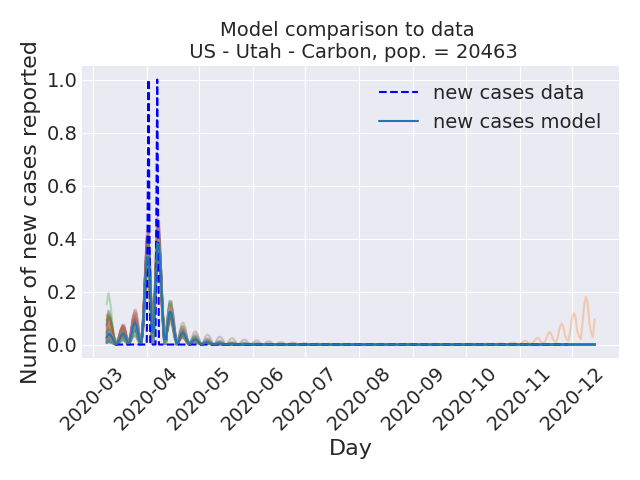 Model comparison to data
US - Utah - Carbon, pop. = 20463
Number of new cases reported
1.0
0.8
0.6
0.4
0.2
0.0
new cases data
new cases model
2020-03
2020-04
2020-05
2020-06
2020-07
2020-08
2020-09
2020-10
2020-11
2020-12
Day